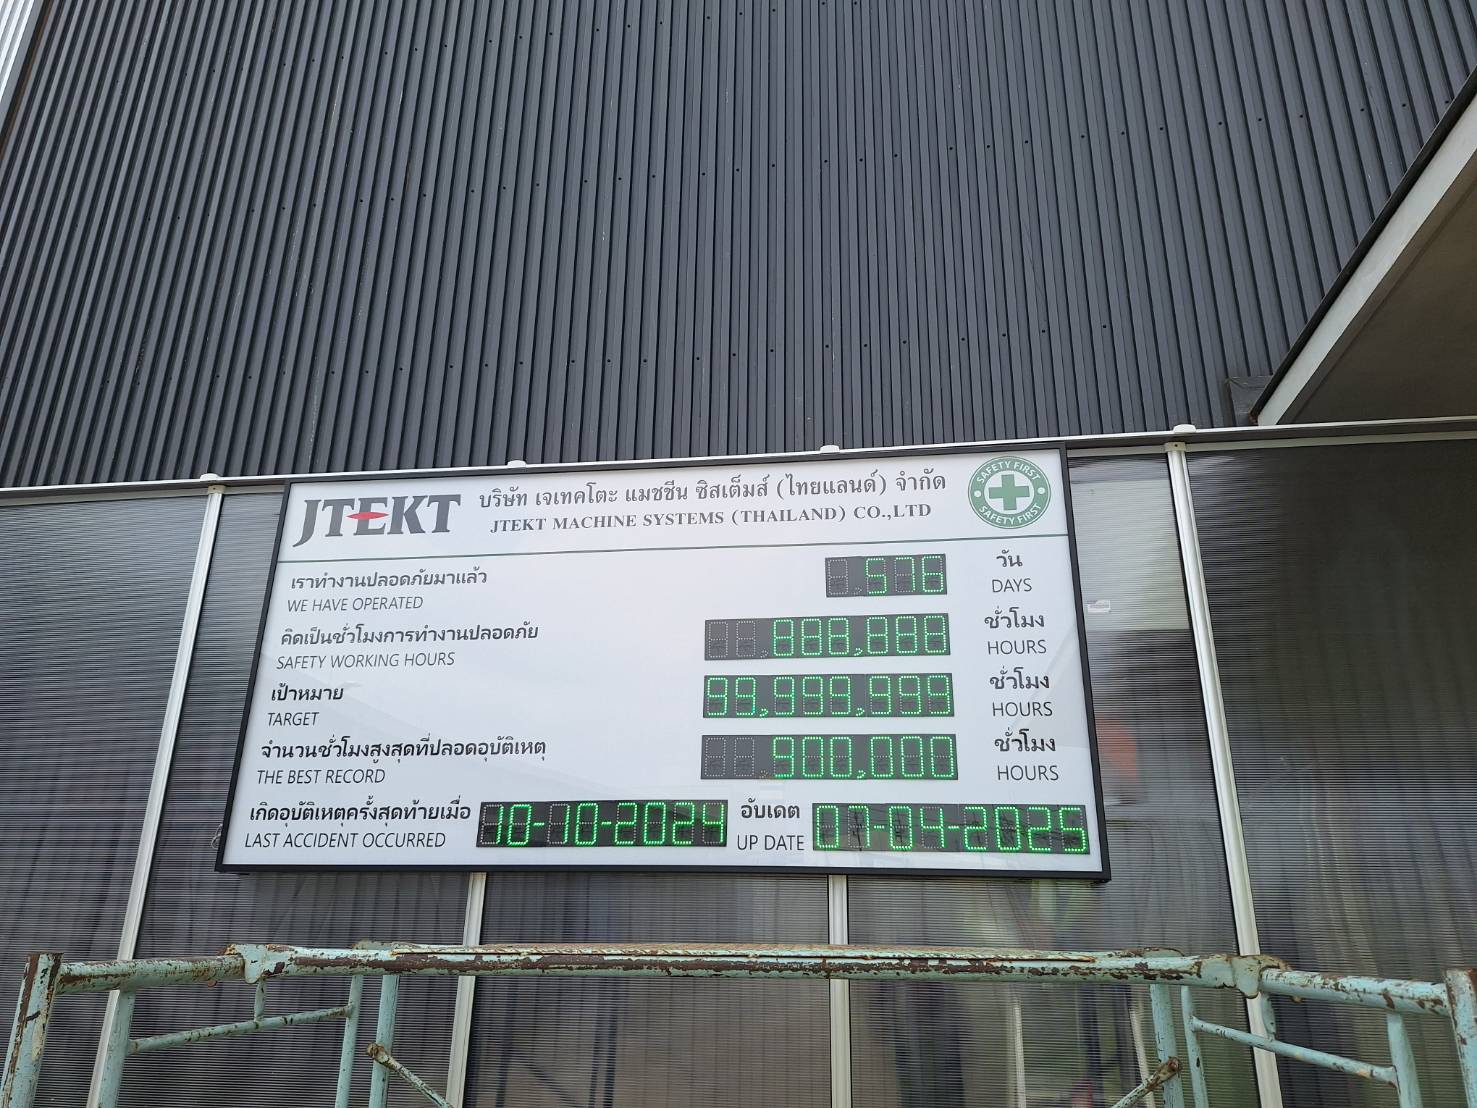 JTEKT
บริษัท เจเทคโตะ แมชชีน ซิสเต็มส์ (ไทยแลนด์) จำกัด
JTEKT MACHINE SYSTEMS (THAILAND) CO.,LTD
SAFETY FIRST
SAFETY FIRST
เราทำงานปลอดภัยมาแล้ว 576 วัน
WE HAVE OPERATED DAYS
คิดเป็นชั่วโมงการทำงานปลอดภัย 888,888 ชั่วโมง
SAFETY WORKING HOURS HOURS
เป้าหมาย 99,999,999 ชั่วโมง
TARGET HOURS
จำนวนชั่วโมงสูงสุดที่ปลอดอุบัติเหตุ 900,000 ชั่วโมง
THE BEST RECORD HOURS
เกิดอุบัติเหตุครั้งสุดท้ายเมื่อ 10-10-2024 อัปเดต 07-04-2025
LAST ACCIDENT OCCURRED UP DATE